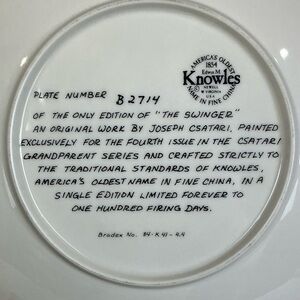 AMERICA'S OLDEST
1854
Edwin M.
Knowles
NEWELL
W. VIRGINIA
U.S.A.
NAME IN FINE CHINA
PLATE NUMBER B2714
OF THE ONLY EDITION OF "THE SWINGER"
AN ORIGINAL WORK BY JOSEPH CSATARI, PAINTED
EXCLUSIVELY FOR THE FOURTH ISSUE IN THE CSATARI
GRANDPARENT SERIES AND CRAFTED STRICTLY TO
THE TRADITIONAL STANDARDS OF KNOWLES,
AMERICA'S OLDEST NAME IN FINE CHINA, IN A
SINGLE EDITION LIMITED FOREVER TO
ONE HUNDRED FIRING DAYS.
Bradex No. 84-K41-4.4